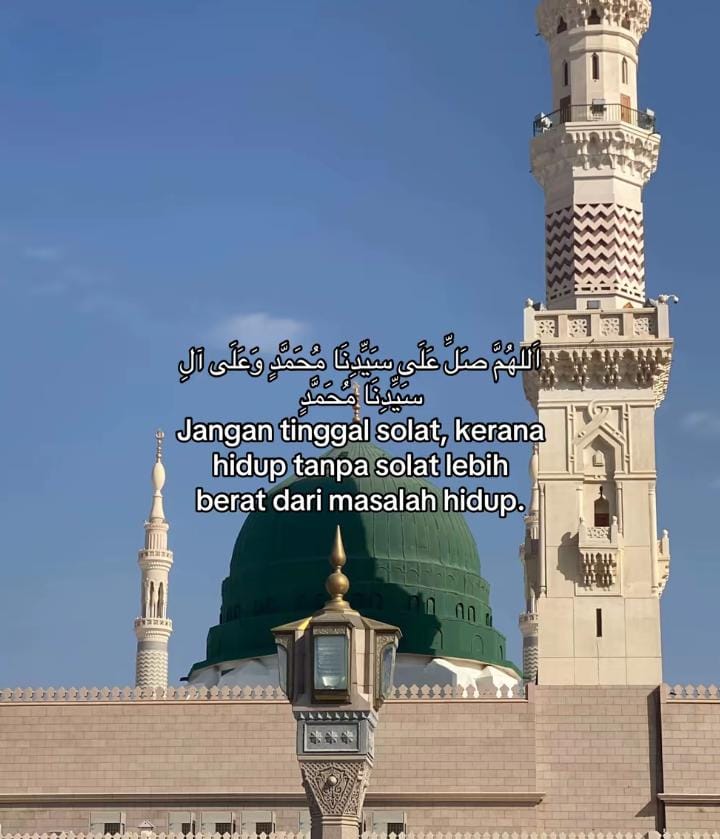 اَللهُمَّ صَلِّ عَلَى سَيِّدِنَا مُحَمَّدٍ وَعَلَى آلِ
سَيِّدِنَا مُحَمَّدٍ
Jangan tinggal solat, kerana
hidup tanpa solat lebih
berat dari masalah hidup.